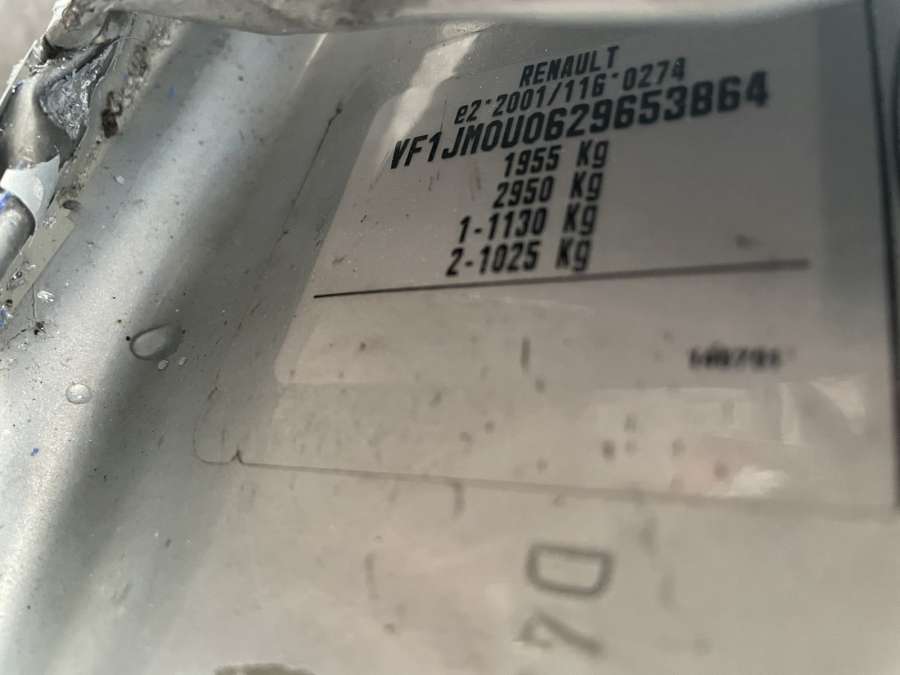 RENAULT
e2*2001/116*0274
VF1JM0U0629653864
1955 Kg
2950 Kg
1-1130 Kg
2-1025 Kg